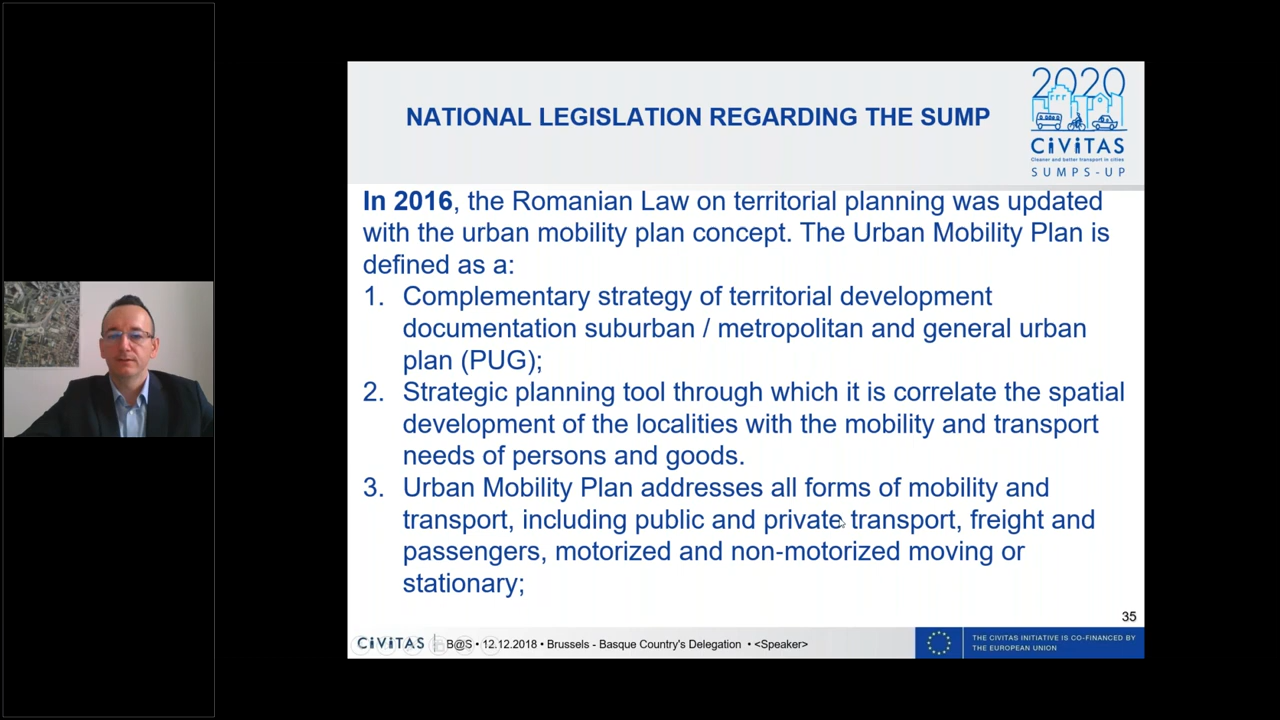 NATIONAL LEGISLATION REGARDING THE SUMP
2020
CiViTAS
Cleaner and better transport in cities
SUMPS-UP
In 2016, the Romanian Law on territorial planning was updated
with the urban mobility plan concept. The Urban Mobility Plan is
defined as a:
1. Complementary strategy of territorial development
documentation suburban / metropolitan and general urban
plan (PUG);
2. Strategic planning tool through which it is correlate the spatial
development of the localities with the mobility and transport
needs of persons and goods.
3. Urban Mobility Plan addresses all forms of mobility and
transport, including public and private transport, freight and
passengers, motorized and non-motorized moving or
stationary;
35
CiViTAS B@S • 12.12.2018 • Brussels - Basque Country's Delegation • <Speaker>
THE CIVITAS INITIATIVE IS CO-FINANCED BY
THE EUROPEAN UNION